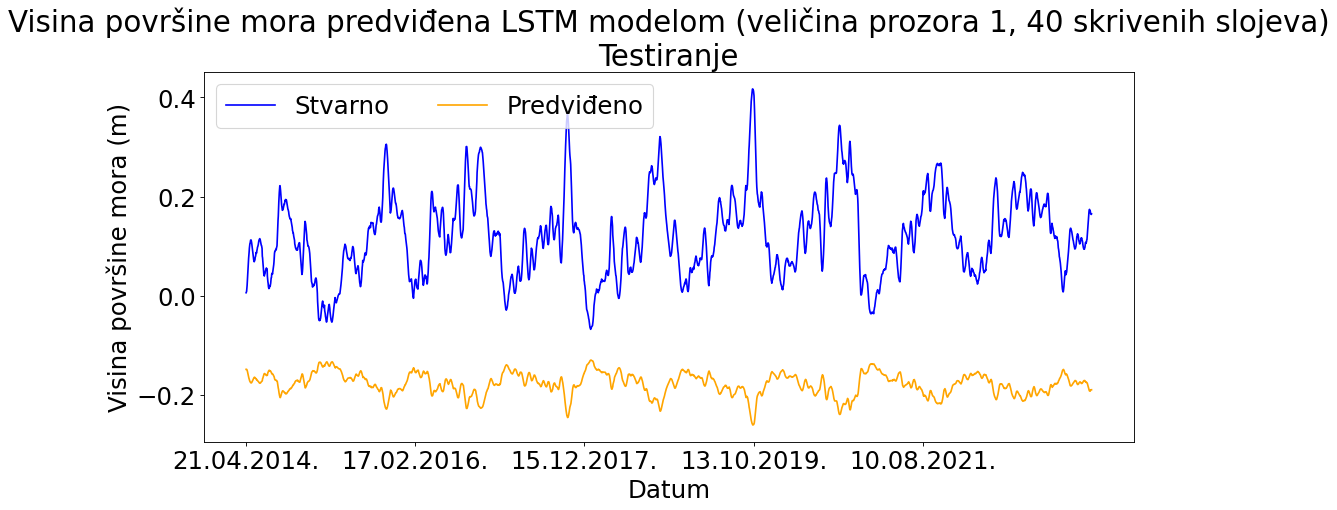 Visina površine mora predviđena LSTM modelom (veličina prozora 1, 40 skrivenih slojeva)
Testiranje
Stvarno
Predviđeno
Visina površine mora (m)
0.4
0.2
0.0
−0.2
21.04.2014.
17.02.2016.
15.12.2017.
13.10.2019.
10.08.2021.
Datum